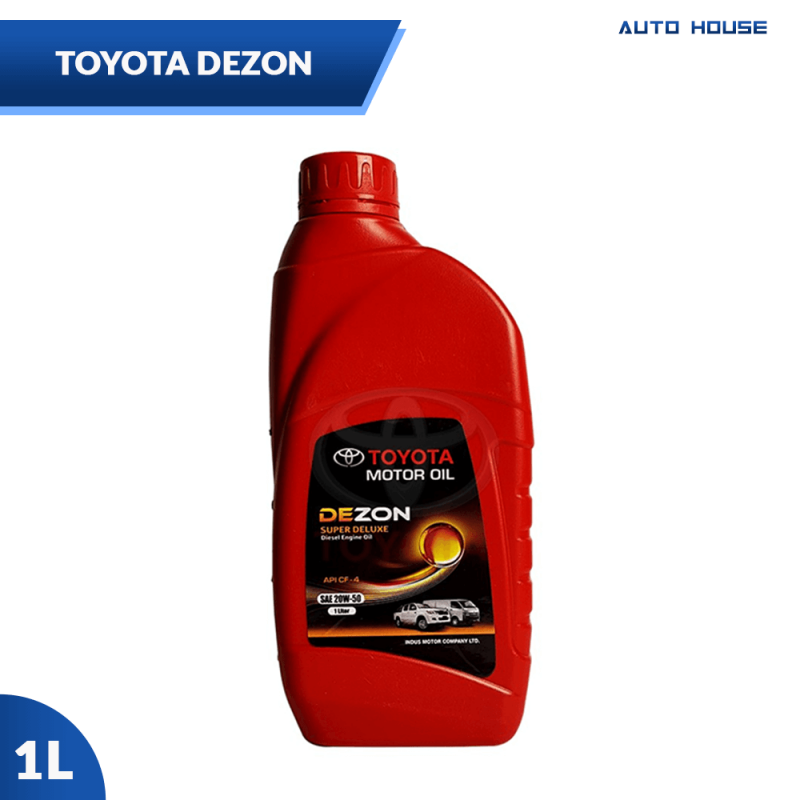 TOYOTA DEZON
AUTO HOUSE
TOYOTA
MOTOR OIL
DEZON
SUPER DELUXE
Diesel Engine Oil
API CF-4
SAE 20W-50
1 Liter
INDUS MOTOR COMPANY LTD.
1L